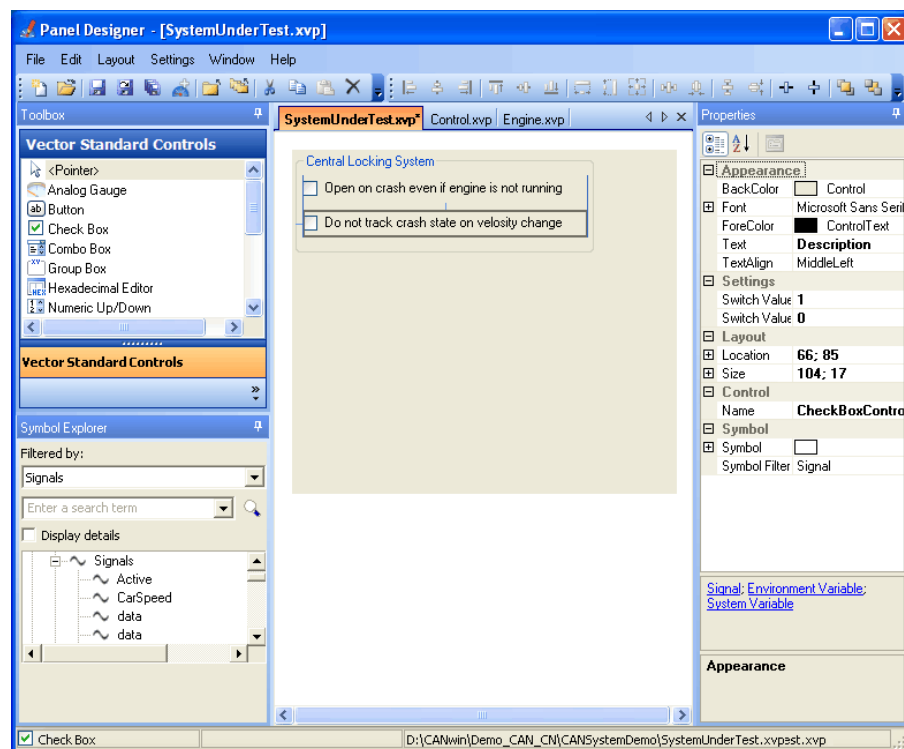 Panel Designer - [SystemUnderTest.xvp]
File Edit Layout Settings Window Help
Toolbox
Vector Standard Controls
<Pointer>
Analog Gauge
Button
Check Box
Combo Box
Group Box
Hexadecimal Editor
Numeric Up/Down
Vector Standard Controls
Symbol Explorer
Filtered by:
Signals
Enter a search term
Display details
Signals
Active
CarSpeed
data
data
SystemUnderTest.xvp* Control.xvp Engine.xvp
Central Locking System
Open on crash even if engine is not running
Do not track crash state on velosity change
Properties
Appearance
BackColor Control
Font Microsoft Sans Seri
ForeColor ControlText
Text Description
TextAlign MiddleLeft
Settings
Switch Value 1
Switch Value 0
Layout
Location 66; 85
Size 104; 17
Control
Name CheckBoxContro
Symbol
Symbol
Symbol Filter Signal
Signal; Environment Variable;
System Variable
Appearance
Check Box D:\CANwin\Demo_CAN_CN\CANSystemDemo\SystemUnderTest.xvpest.xvp